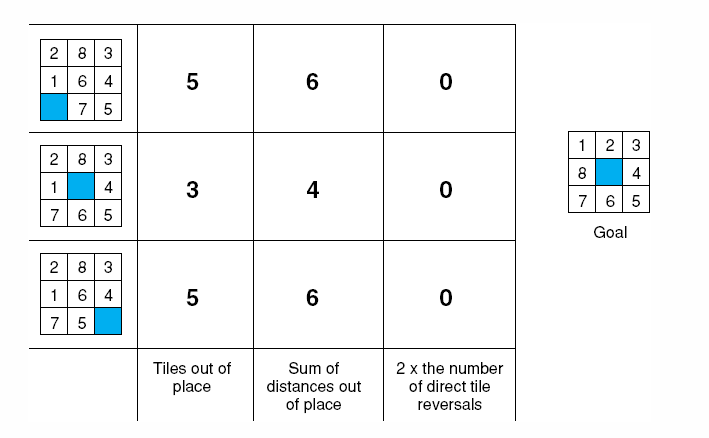 2 8 3
1 6 4
7 5
5
6
0
2 8 3
1 4
7 6 5
3
4
0
2 8 3
1 6 4
7 5
5
6
0
Tiles out of
place
Sum of
distances out
of place
2 x the number
of direct tile
reversals
1 2 3
8 4
7 6 5
Goal